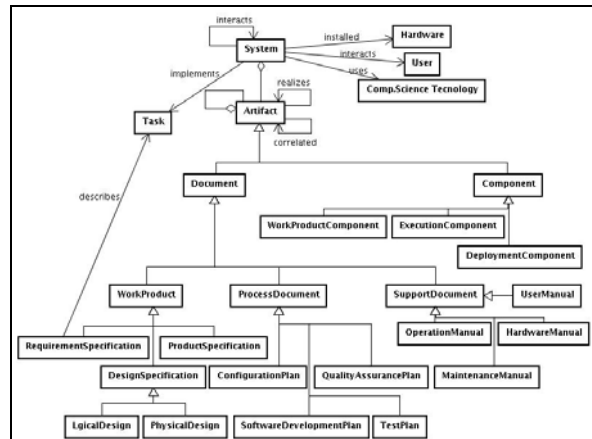 interacts
System
installed
Hardware
interacts
User
uses
Comp.Science Tecnology
implements
realizes
Artifact
correlated
Task
describes
Document
Component
WorkProductComponent
ExecutionComponent
DeploymentComponent
WorkProduct
ProcessDocument
SupportDocument
UserManual
RequirementSpecification
ProductSpecification
OperationManual
HardwareManual
DesignSpecification
ConfigurationPlan
QualityAssurancePlan
MaintenanceManual
LgicalDesign
PhysicalDesign
SoftwareDevelopmentPlan
TestPlan